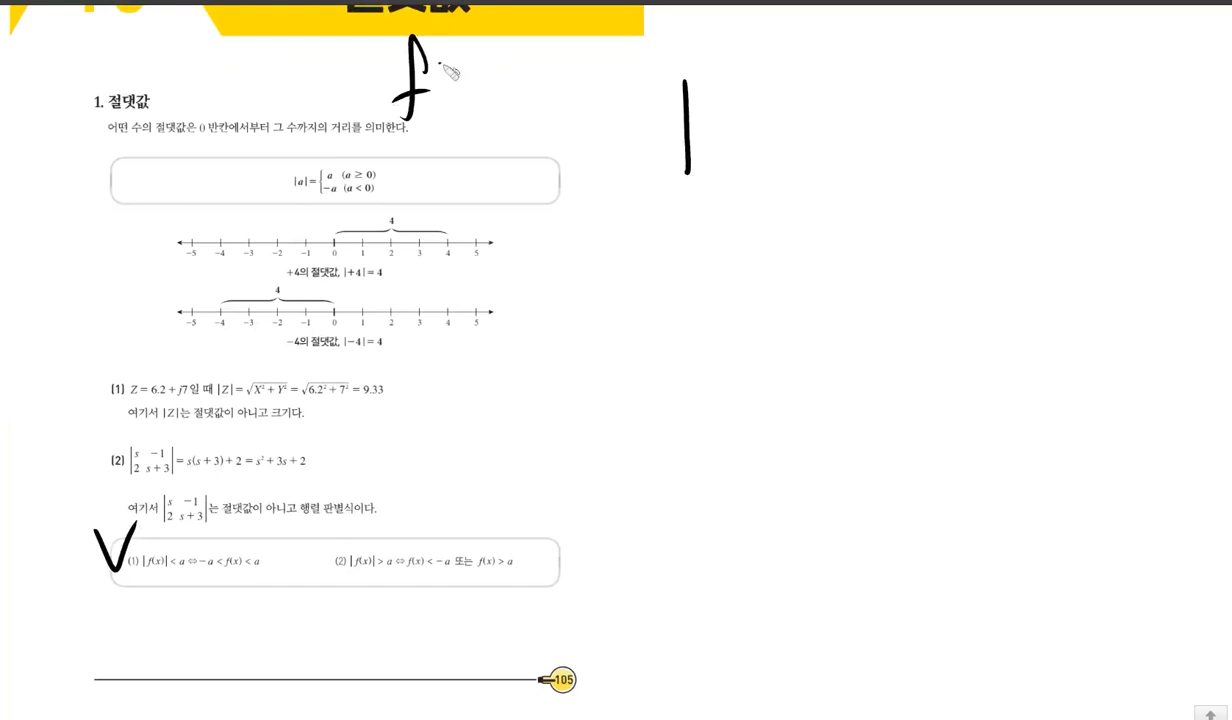 f
1. 절댓값
어떤 수의 절댓값은 0 반칸에서부터 그 수까지의 거리를 의미한다.
|a| = { a (a ≥ 0)
−a (a < 0)
4
−5 −4 −3 −2 −1 0 1 2 3 4 5
+4의 절댓값, |+4| = 4
4
−5 −4 −3 −2 −1 0 1 2 3 4 5
−4의 절댓값, |−4| = 4
(1) Z = 6.2 + j7일 때 |Z| = √(X² + Y²) = √(6.2² + 7²) = 9.33
여기서 |Z|는 절댓값이 아니고 크기다.
(2) |s −1
2 s+3| = s(s + 3) + 2 = s² + 3s + 2
여기서 |s −1
2 s+3|는 절댓값이 아니고 행렬 판별식이다.
(1) |f(x)| < a ⇔ −a < f(x) < a (2) |f(x)| > a ⇔ f(x) < −a 또는 f(x) > a
105